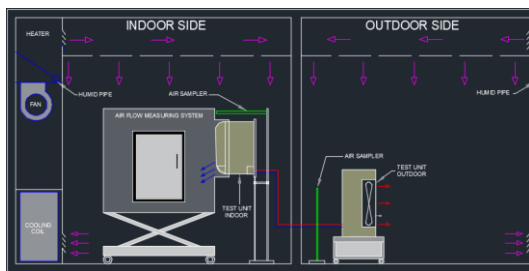 INDOOR SIDE
OUTDOOR SIDE
HEATER
HUMID PIPE
FAN
AIR SAMPLER
AIR FLOW MEASURING SYSTEM
HUMID PIPE
AIR SAMPLER
TEST UNIT
OUTDOOR
TEST UNIT
INDOOR
COOLING
COIL